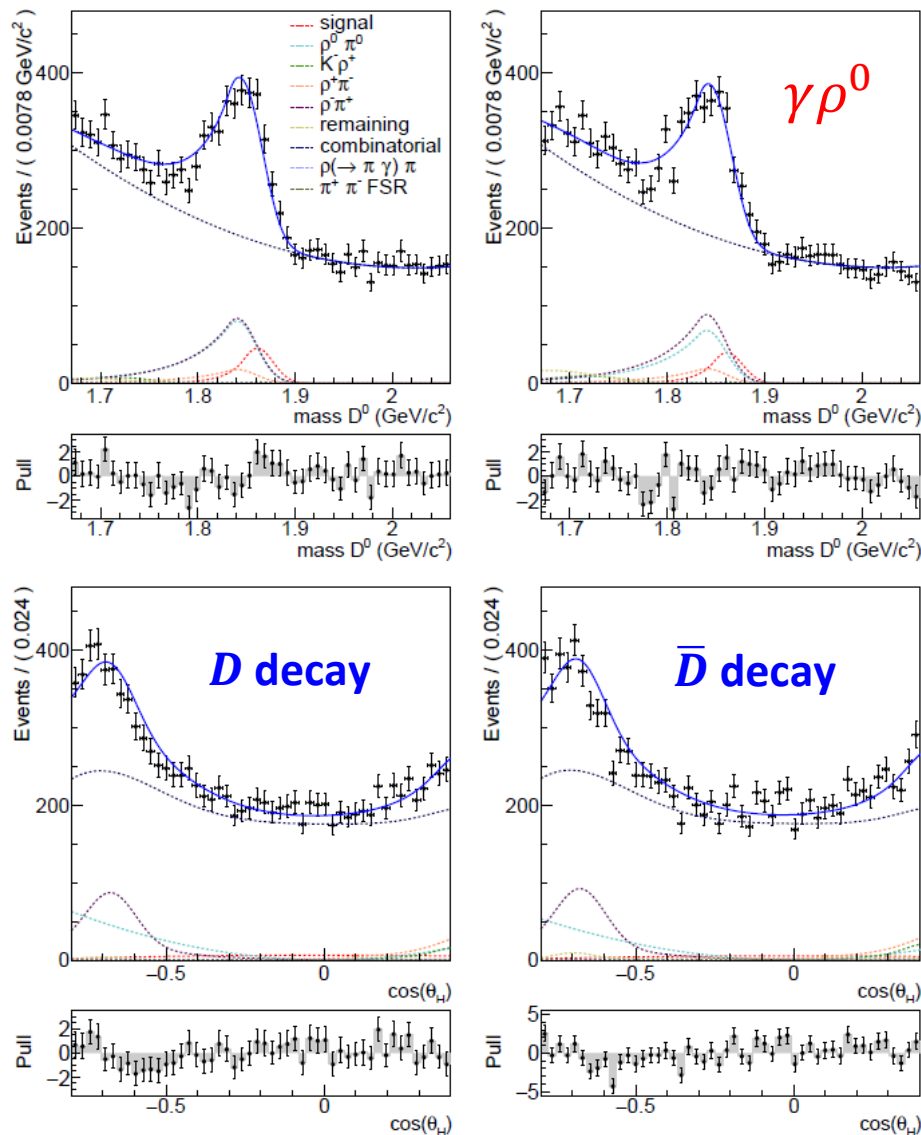 Events / ( 0.0078 GeV/c²)
400
200
0
signal
ρ⁰ π⁰
K⁻ρ⁺
ρ⁺π⁻
ρ⁻π⁺
remaining
combinatorial
ρ(→ π γ) π
π⁺ π⁻ FSR
1.7 1.8 1.9 2
mass D⁰ (GeV/c²)
Events / ( 0.0078 GeV/c²)
400
200
0
γρ⁰
1.7 1.8 1.9 2
mass D⁰ (GeV/c²)
Pull
2
0
−2
1.7 1.8 1.9 2
mass D⁰ (GeV/c²)
Pull
2
0
−2
1.7 1.8 1.9 2
mass D⁰ (GeV/c²)
Events / ( 0.024)
400
200
0
D decay
−0.5 0
cos(θ_H)
Events / ( 0.024)
400
200
0
D̄ decay
−0.5 0
cos(θ_H)
Pull
2
0
−2
−0.5 0
cos(θ_H)
Pull
5
0
−5
−0.5 0
cos(θ_H)